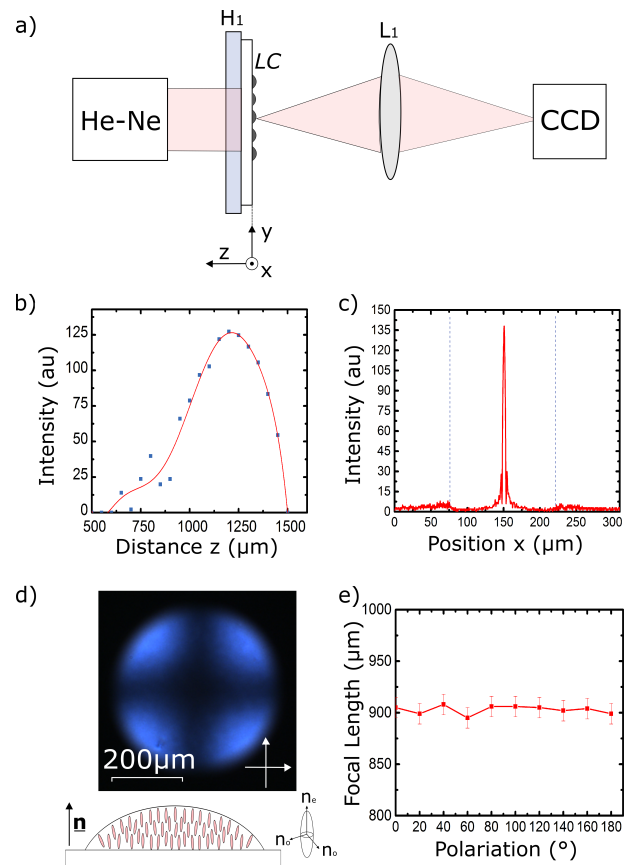 a)
H1
L1
LC
He-Ne
CCD
y
z
x
b)
125
100
75
50
25
0
500
750
1000
1250
1500
Intensity (au)
Distance z (µm)
c)
150
135
120
105
90
75
60
45
30
15
0
0
50
100
150
200
250
300
Intensity (au)
Position x (µm)
d)
200µm
n
ne
no
no
e)
1000
950
900
850
800
0
20
40
60
80
100
120
140
160
180
Focal Length (µm)
Polariation (°)